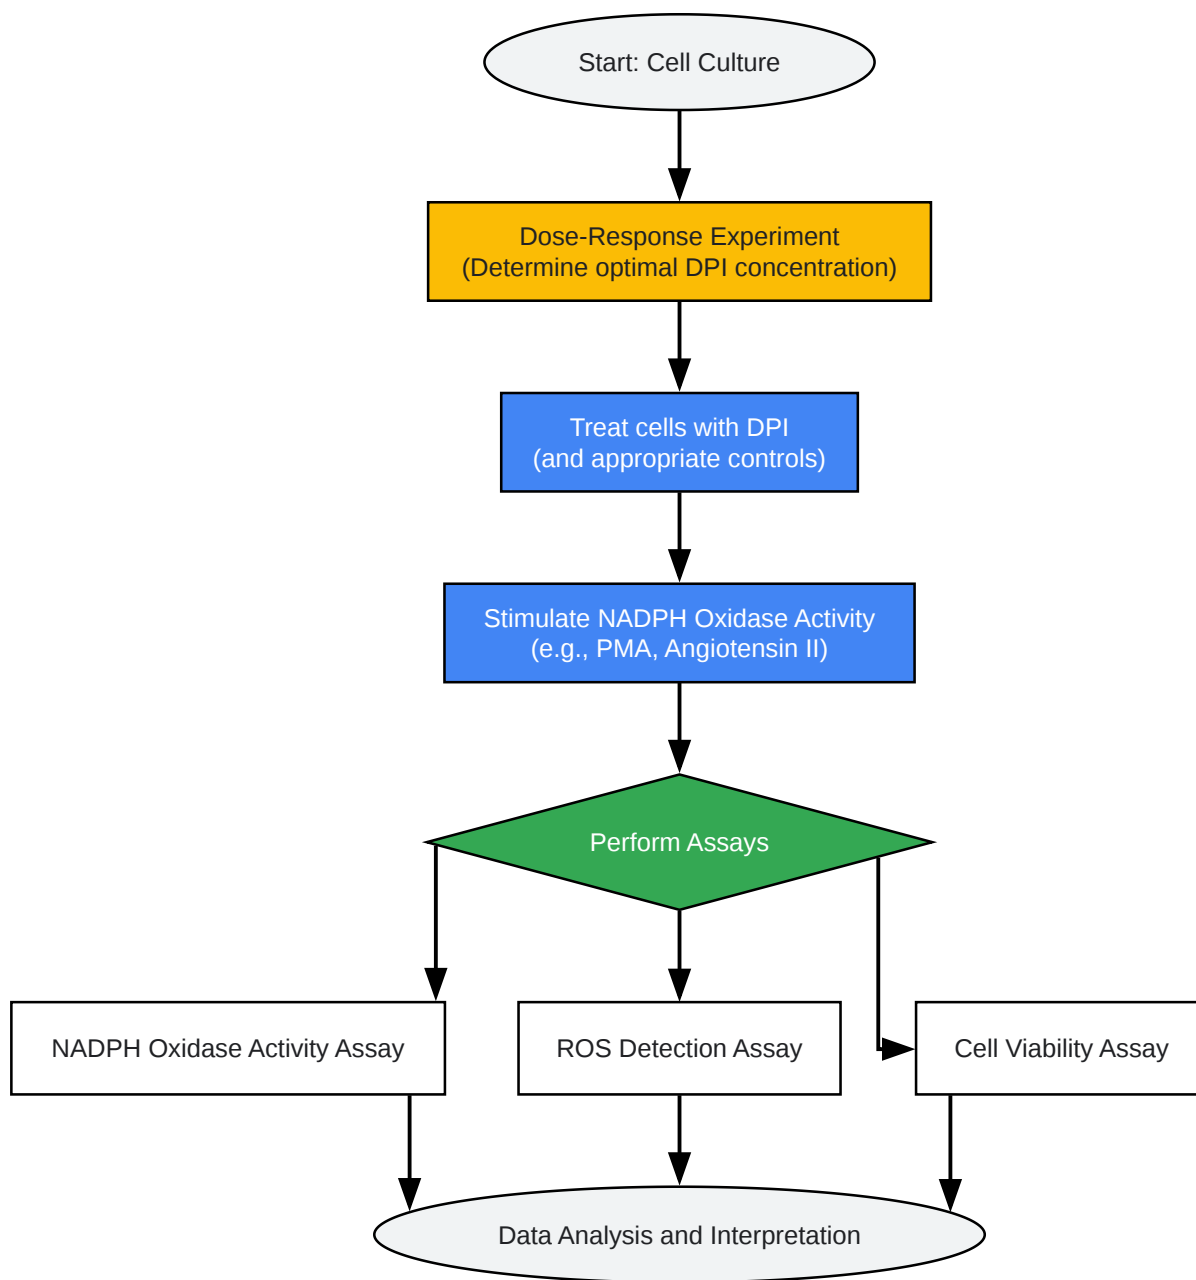 Start: Cell Culture
Dose-Response Experiment
(Determine optimal DPI concentration)
Treat cells with DPI
(and appropriate controls)
Stimulate NADPH Oxidase Activity
(e.g., PMA, Angiotensin II)
Perform Assays
NADPH Oxidase Activity Assay
ROS Detection Assay
Cell Viability Assay
Data Analysis and Interpretation